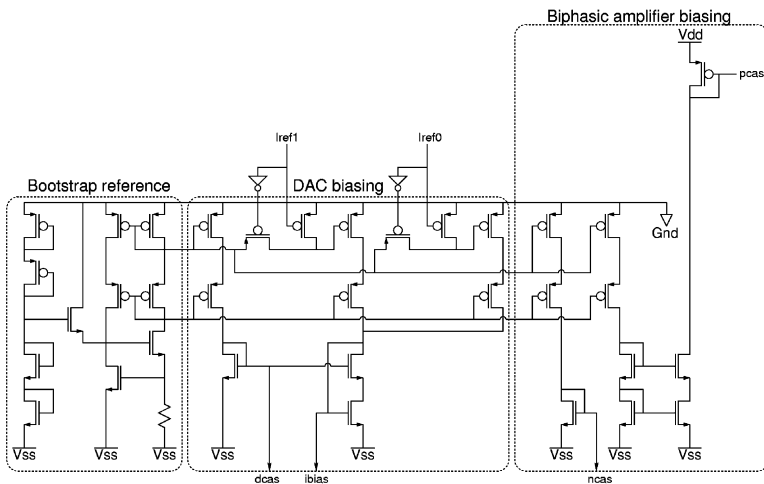 Biphasic amplifier biasing
Vdd
pcas
Iref1
Iref0
Bootstrap reference
DAC biasing
Gnd
Vss
Vss
Vss
Vss
Vss
Vss
Vss
Vss
dcas
ibias
ncas